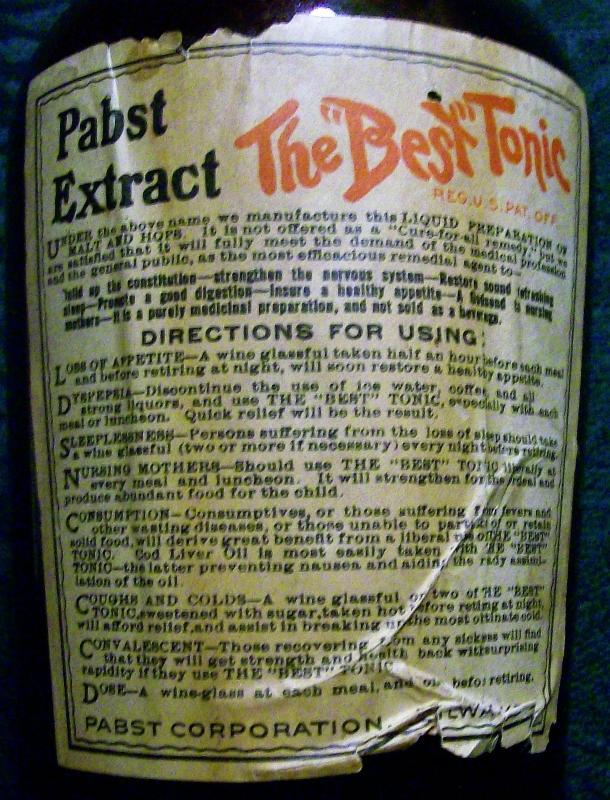 Pabst
Extract
The "Best" Tonic
REG. U.S. PAT. OFF.
UNDER the above name we manufacture this LIQUID PREPARATION OF
MALT AND HOPS. It is not offered as a "Cure-for-all remedy," but we
are satisfied that it will fully meet the demand of the medical profession
and the general public, as the most efficacious remedial agent to—
build up the constitution—strengthen the nervous system—Restore sound refreshing
sleep—Promote a good digestion—Insure a healthy appetite—A Godsend to nursing
mothers—It is a purely medicinal preparation, and not sold as a beverage.
DIRECTIONS FOR USING:
LOSS OF APPETITE—A wine glassful taken half an hour before each meal
and before retiring at night, will soon restore a healthy appetite.
DYSPEPSIA—Discontinue the use of ice water, coffee, and all
strong liquors, and use THE "BEST" TONIC, especially with each
meal or luncheon. Quick relief will be the result.
SLEEPLESSNESS—Persons suffering from the loss of sleep should take
a wine glassful (two or more if necessary) every night before retiring.
NURSING MOTHERS—Should use THE "BEST" TONIC liberally at
every meal and luncheon. It will strengthen for the ordeal and
produce abundant food for the child.
CONSUMPTION—Consumptives, or those suffering from fevers and
other wasting diseases, or those unable to partake of or retain
solid food, will derive great benefit from a liberal use of THE "BEST"
TONIC. Cod Liver Oil is most easily taken with THE "BEST"
TONIC—the latter preventing nausea and aiding the ready assimi-
lation of the oil.
COUGHS AND COLDS—A wine glassful or two of THE "BEST"
TONIC, sweetened with sugar, taken hot before retiring at night,
will afford relief, and assist in breaking up the most obstinate cold.
CONVALESCENT—Those recovering from any sickness will find
that they will get strength and health back with surprising
rapidity if they use THE "BEST" TONIC.
DOSE—A wine-glass at each meal, and on before retiring.
PABST CORPORATION,